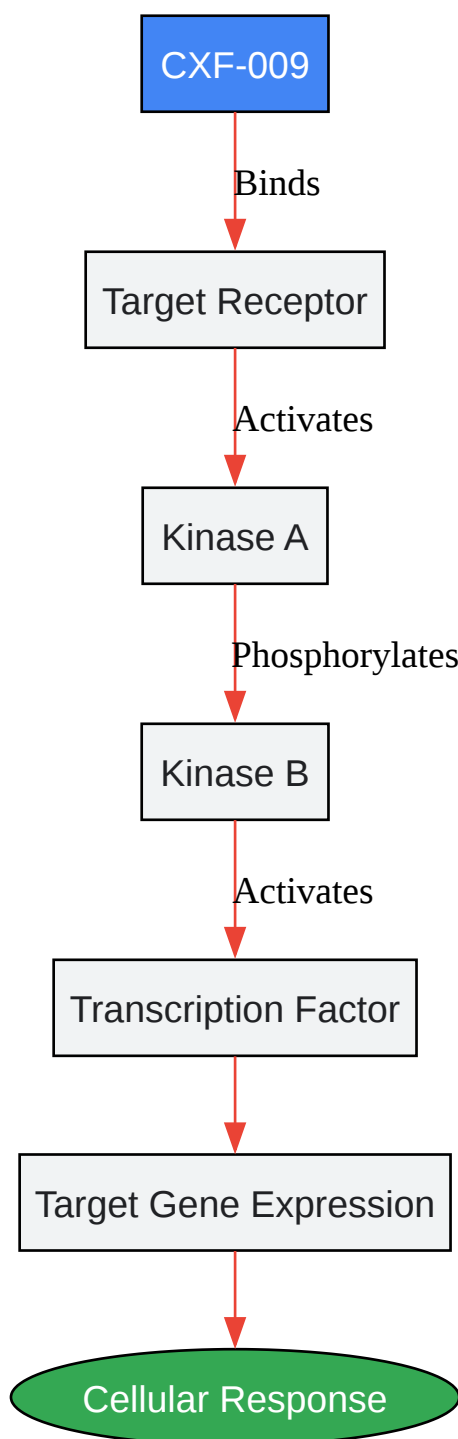 CXF-009
Binds
Target Receptor
Activates
Kinase A
Phosphorylates
Kinase B
Activates
Transcription Factor
Target Gene Expression
Cellular Response